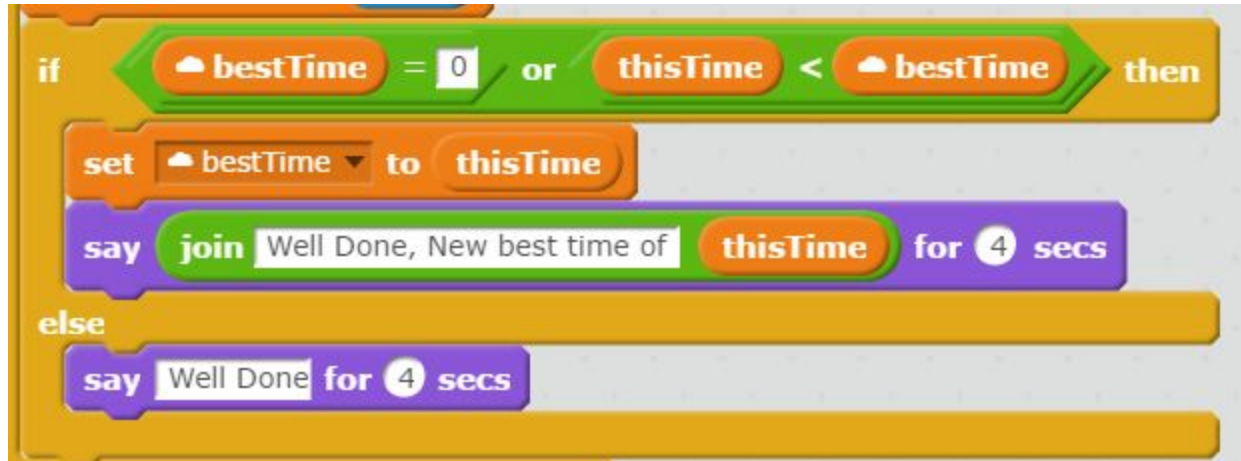 if bestTime = 0 or thisTime < bestTime then
set bestTime to thisTime
say join Well Done, New best time of thisTime for 4 secs
else
say Well Done for 4 secs